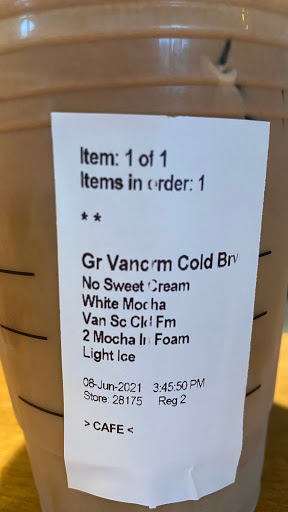 Item: 1 of 1
Items in order: 1
* *
Gr Vancrm Cold Brv
No Sweet Cream
White Mocha
Van Sc Cld Fm
2 Mocha In Foam
Light Ice
08-Jun-2021 3:45:50 PM
Store: 28175 Reg 2
> CAFE <